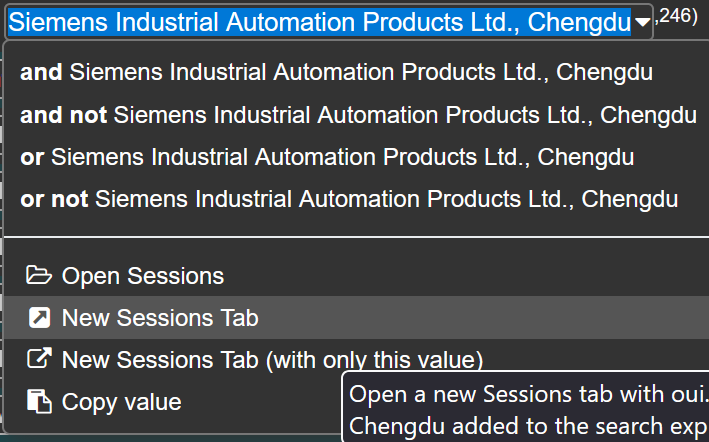 Siemens Industrial Automation Products Ltd., Chengdu ,246)
and Siemens Industrial Automation Products Ltd., Chengdu
and not Siemens Industrial Automation Products Ltd., Chengdu
or Siemens Industrial Automation Products Ltd., Chengdu
or not Siemens Industrial Automation Products Ltd., Chengdu
Open Sessions
New Sessions Tab
New Sessions Tab (with only this value)
Copy value
Open a new Sessions tab with oui.
Chengdu added to the search exp